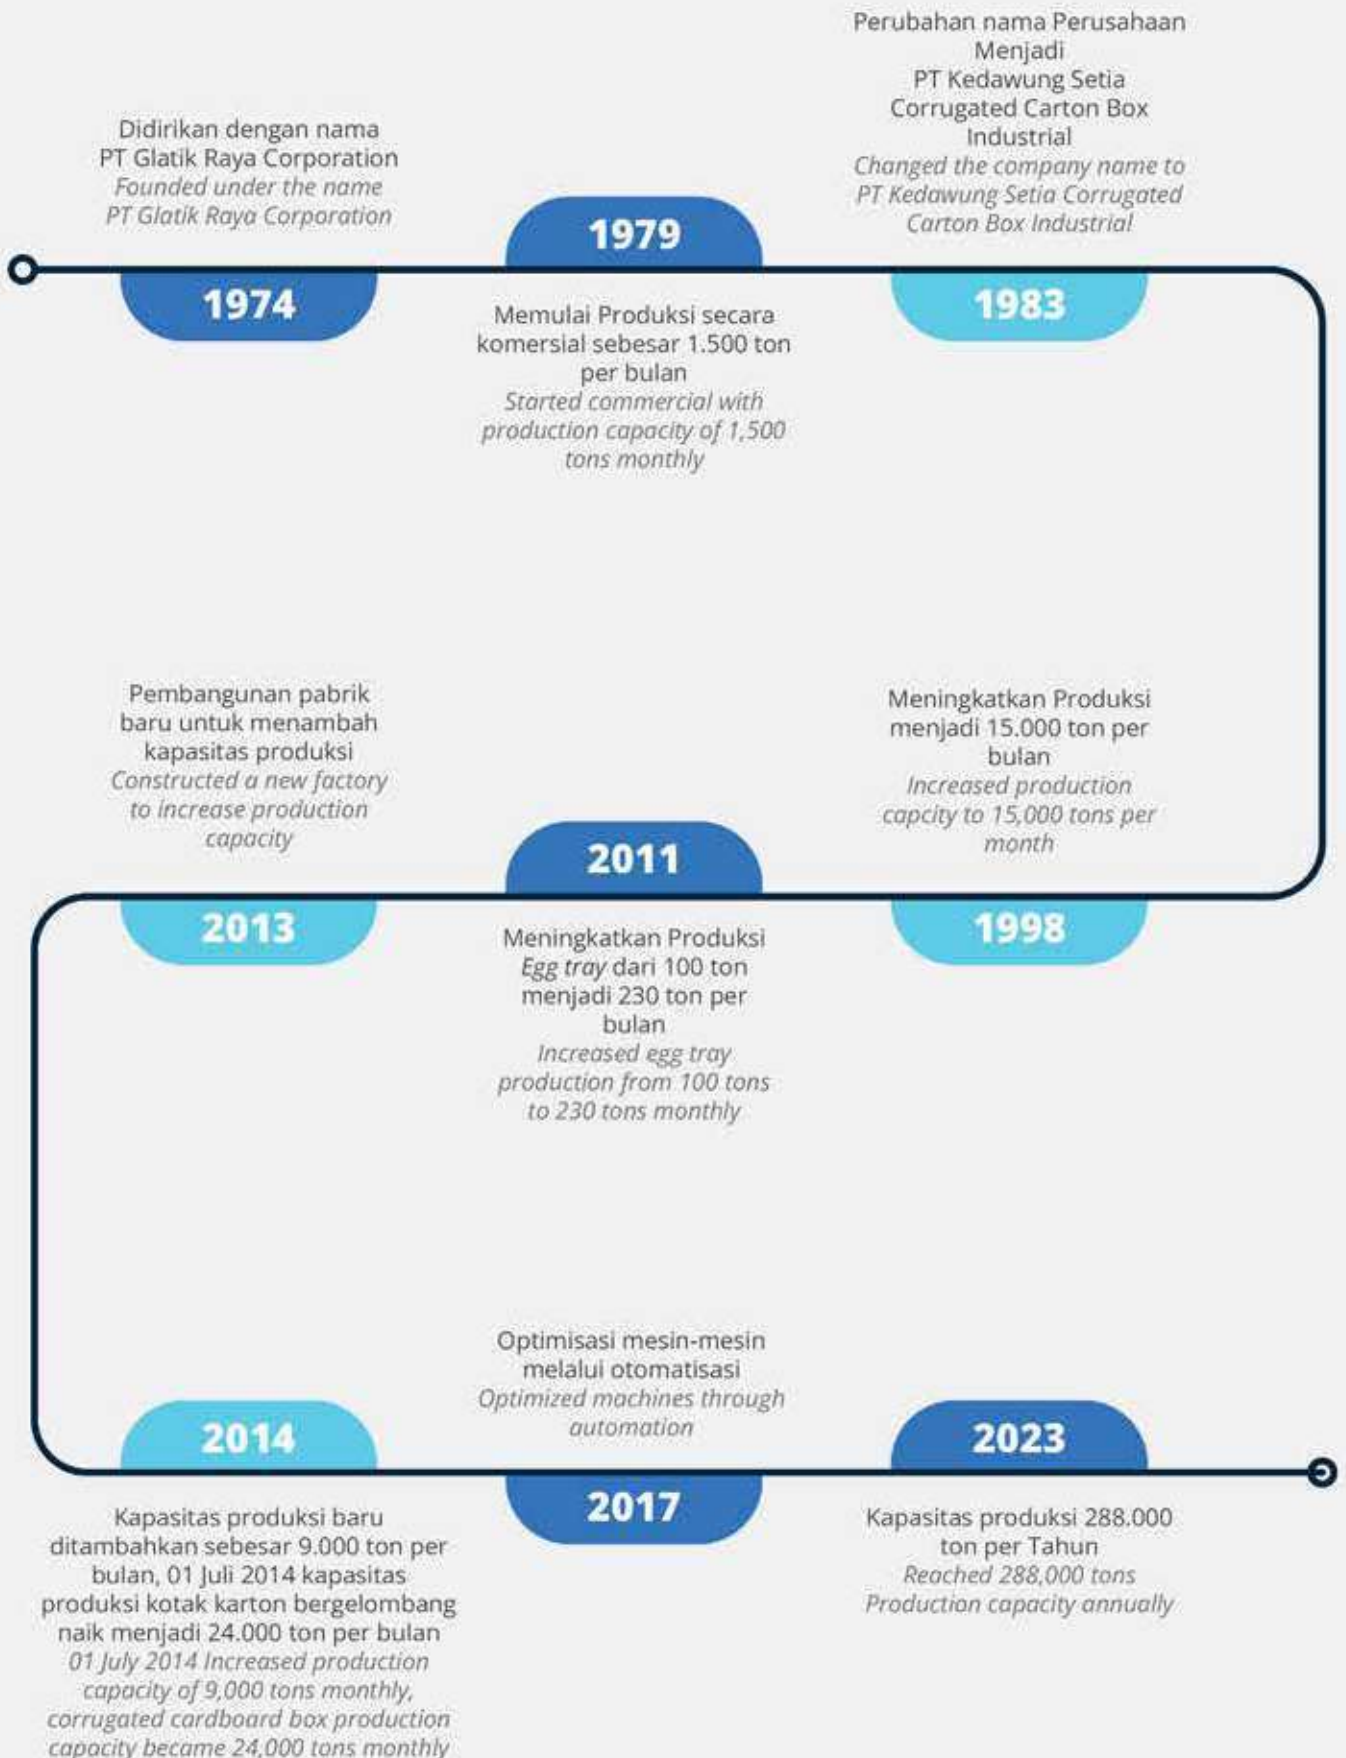 Didirikan dengan nama
PT Glatik Raya Corporation
Founded under the name
PT Glatik Raya Corporation
1974
1979
Memulai Produksi secara
komersial sebesar 1.500 ton
per bulan
Started commercial with
production capacity of 1,500
tons monthly
Perubahan nama Perusahaan
Menjadi
PT Kedawung Setia
Corrugated Carton Box
Industrial
Changed the company name to
PT Kedawung Setia Corrugated
Carton Box Industrial
1983
Meningkatkan Produksi
menjadi 15.000 ton per
bulan
Increased production
capcity to 15,000 tons per
month
1998
2011
Meningkatkan Produksi
Egg tray dari 100 ton
menjadi 230 ton per
bulan
Increased egg tray
production from 100 tons
to 230 tons monthly
Pembangunan pabrik
baru untuk menambah
kapasitas produksi
Constructed a new factory
to increase production
capacity
2013
2014
Kapasitas produksi baru
ditambahkan sebesar 9.000 ton per
bulan, 01 Juli 2014 kapasitas
produksi kotak karton bergelombang
naik menjadi 24.000 ton per bulan
01 July 2014 Increased production
capacity of 9,000 tons monthly,
corrugated cardboard box production
capacity became 24,000 tons monthly
Optimisasi mesin-mesin
melalui otomatisasi
Optimized machines through
automation
2017
2023
Kapasitas produksi 288.000
ton per Tahun
Reached 288,000 tons
Production capacity annually